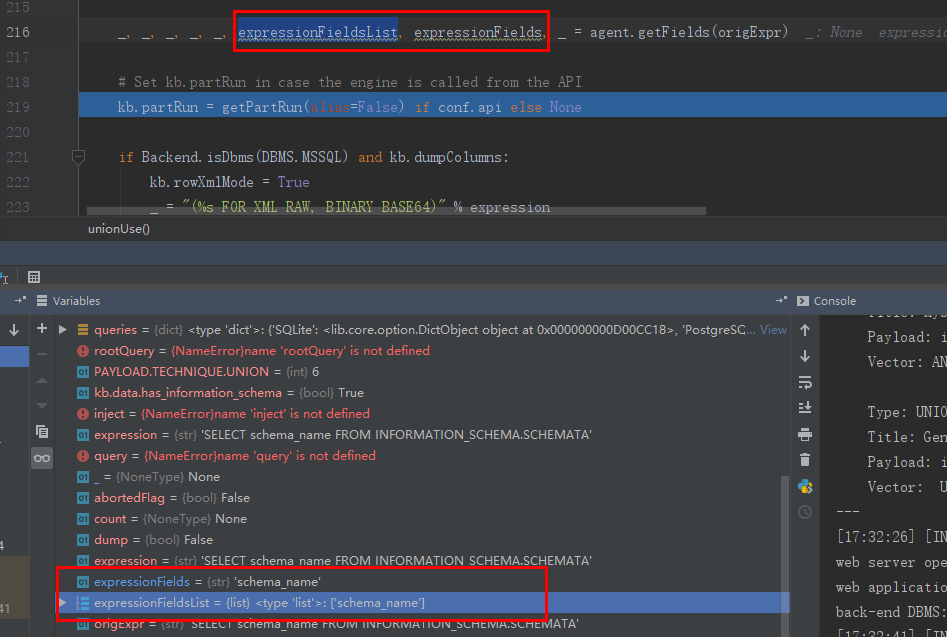 215
216 _, _, _, _, _, expressionFieldsList, expressionFields, _ = agent.getFields(origExpr) _: None expressio
217
218 # Set kb.partRun in case the engine is called from the API
219 kb.partRun = getPartRun(alias=False) if conf.api else None
220
221 if Backend.isDbms(DBMS.MSSQL) and kb.dumpColumns:
222 kb.rowXmlMode = True
223 _ = "(%s FOR XML RAW, BINARY BASE64)" % expression
unionUse()
Variables
Console
queries = {dict} <type 'dict'>: {'SQLite': <lib.core.option.DictObject object at 0x000000000D00CC18>, 'PostgreSQ... View
rootQuery = {NameError}name 'rootQuery' is not defined
PAYLOAD.TECHNIQUE.UNION = {int} 6
kb.data.has_information_schema = {bool} True
inject = {NameError}name 'inject' is not defined
expression = {str} 'SELECT schema_name FROM INFORMATION_SCHEMA.SCHEMATA'
query = {NameError}name 'query' is not defined
_ = {NoneType} None
abortedFlag = {bool} False
count = {NoneType} None
dump = {bool} False
expression = {str} 'SELECT schema_name FROM INFORMATION_SCHEMA.SCHEMATA'
expressionFields = {str} 'schema_name'
expressionFieldsList = {list} <type 'list'>: ['schema_name']
origExpr = {str} 'SELECT schema_name FROM INFORMATION_SCHEMA.SCHEMATA'
4
41
Payload: i
Vector: AN
Type: UNIO
Title: Gen
Payload: i
Vector: U
---
[17:32:26] [IN
web server ope
web applicatio
back-end DBMS: